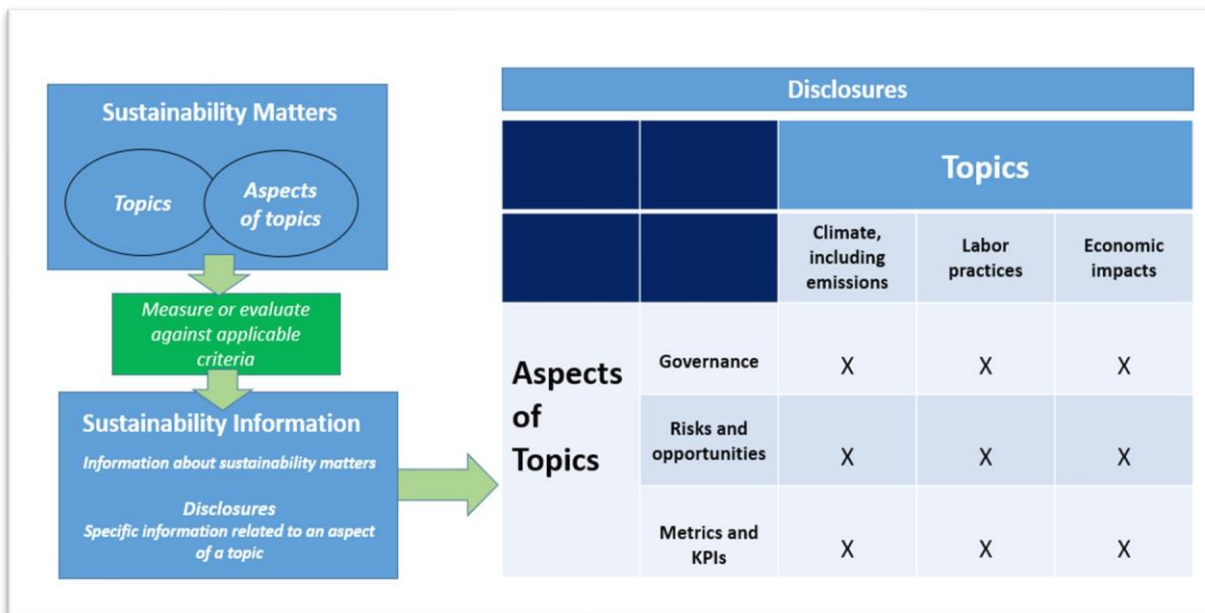 Sustainability Matters
Topics
Aspects
of topics
Measure or evaluate
against applicable
criteria
Sustainability Information
Information about sustainability matters
Disclosures
Specific information related to an aspect
of a topic
Disclosures
Topics
Climate,
including
emissions
Labor
practices
Economic
impacts
Aspects
of
Topics
Governance
X
X
X
Risks and
opportunities
X
X
X
Metrics and
KPIs
X
X
X